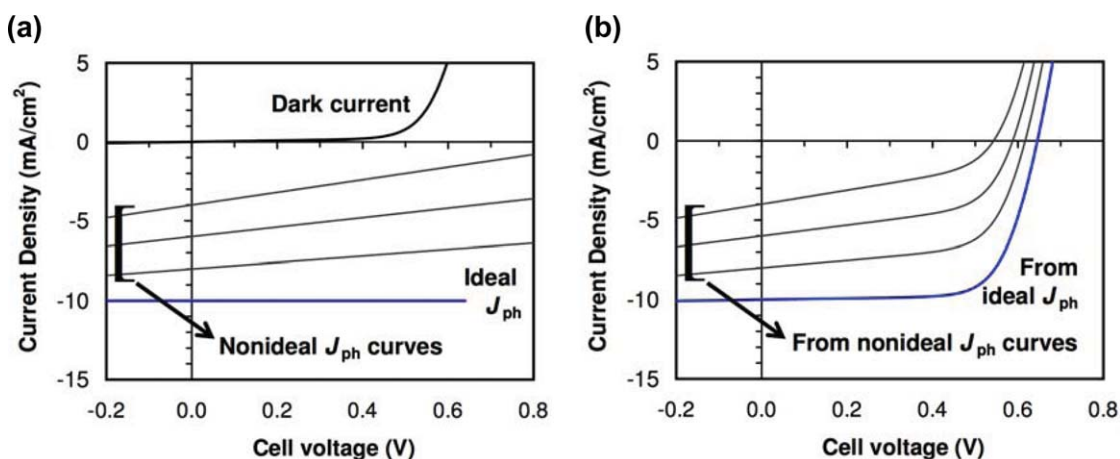 (a)
5
0
-5
-10
-15
Current Density (mA/cm²)
Dark current
Ideal
J_ph
Nonideal J_ph curves
-0.2 0.0 0.2 0.4 0.6 0.8
Cell voltage (V)
(b)
5
0
-5
-10
-15
Current Density (mA/cm²)
From
ideal J_ph
From nonideal J_ph curves
-0.2 0.0 0.2 0.4 0.6 0.8
Cell voltage (V)